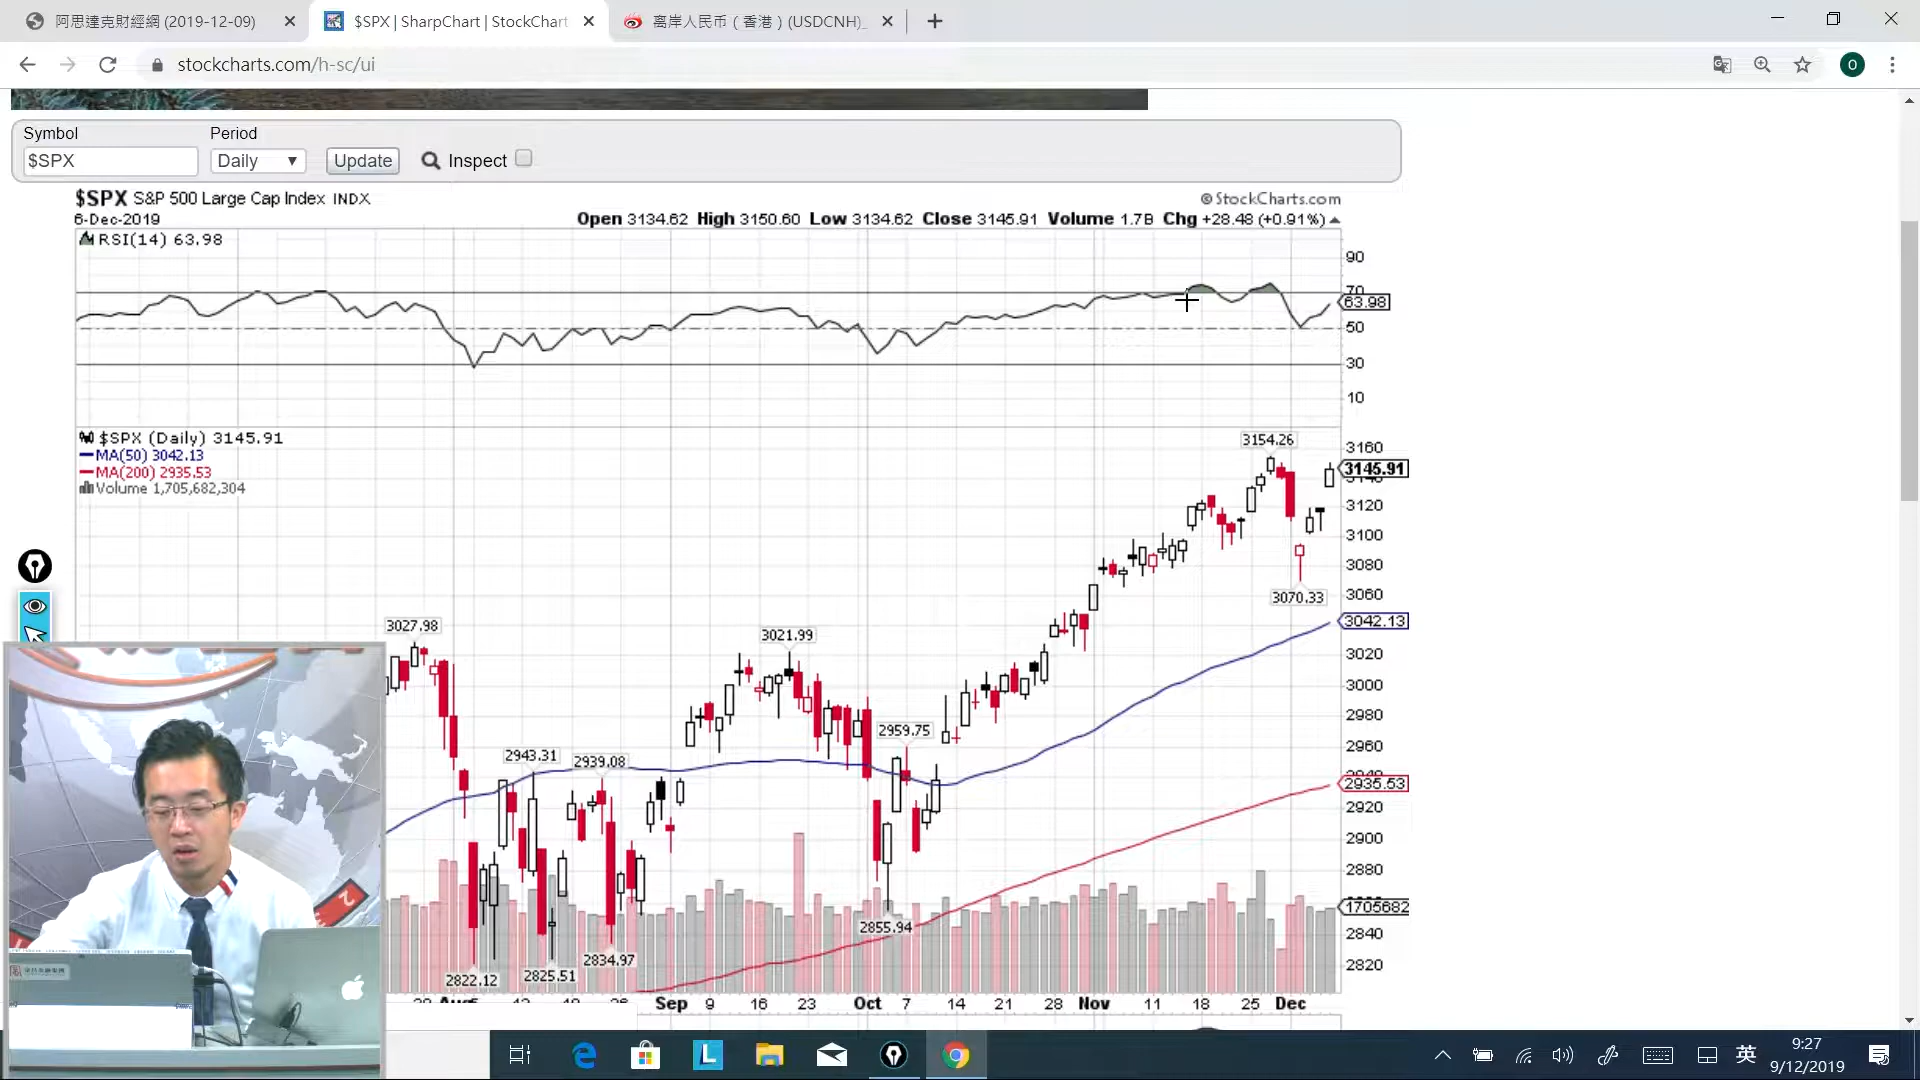 阿思達克財經網 (2019-12-09)
$SPX | SharpChart | StockChart
离岸人民币（香港）(USDCNH)_
stockcharts.com/h-sc/ui
O
Symbol
Period
$SPX
Daily
Update
Inspect
$SPX S&P 500 Large Cap Index INDX
© StockCharts.com
6-Dec-2019
Open 3134.62 High 3150.60 Low 3134.62 Close 3145.91 Volume 1.7B Chg +28.48 (+0.91%)
RSI(14) 63.98
90
70
63.98
50
30
10
$SPX (Daily) 3145.91
MA(50) 3042.13
MA(200) 2935.53
Volume 1,705,682,304
3154.26
3160
3145.91
3140
3120
3100
3080
3070.33
3060
3042.13
3027.98
3021.99
3020
3000
2980
2959.75
2960
2943.31
2939.08
2940
2935.53
2920
2900
2880
1705682
2855.94
2840
2834.97
2825.51
2822.12
2820
Sep 9 16 23 Oct 7 14 21 28 Nov 11 18 25 Dec
2
英
9:27
9/12/2019